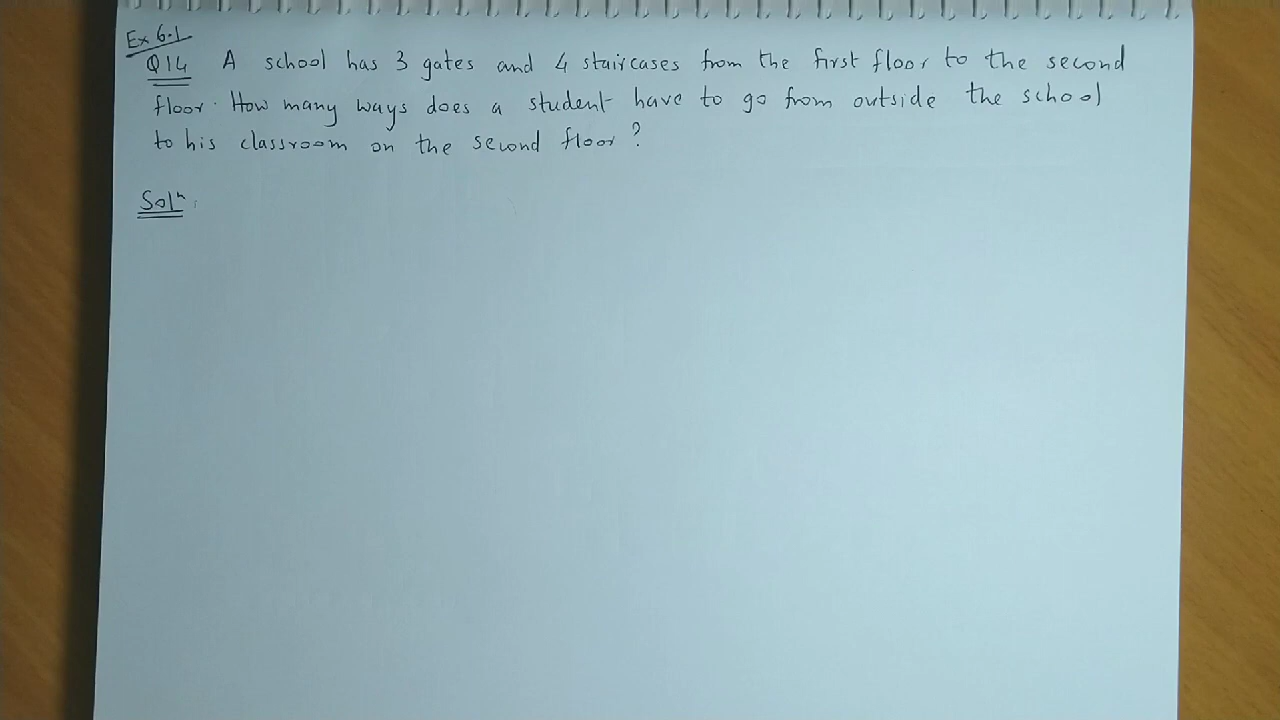 Ex 6.1
Q14 A school has 3 gates and 4 staircases from the first floor to the second
floor. How many ways does a student have to go from outside the school
to his classroom on the second floor?
Solⁿ: